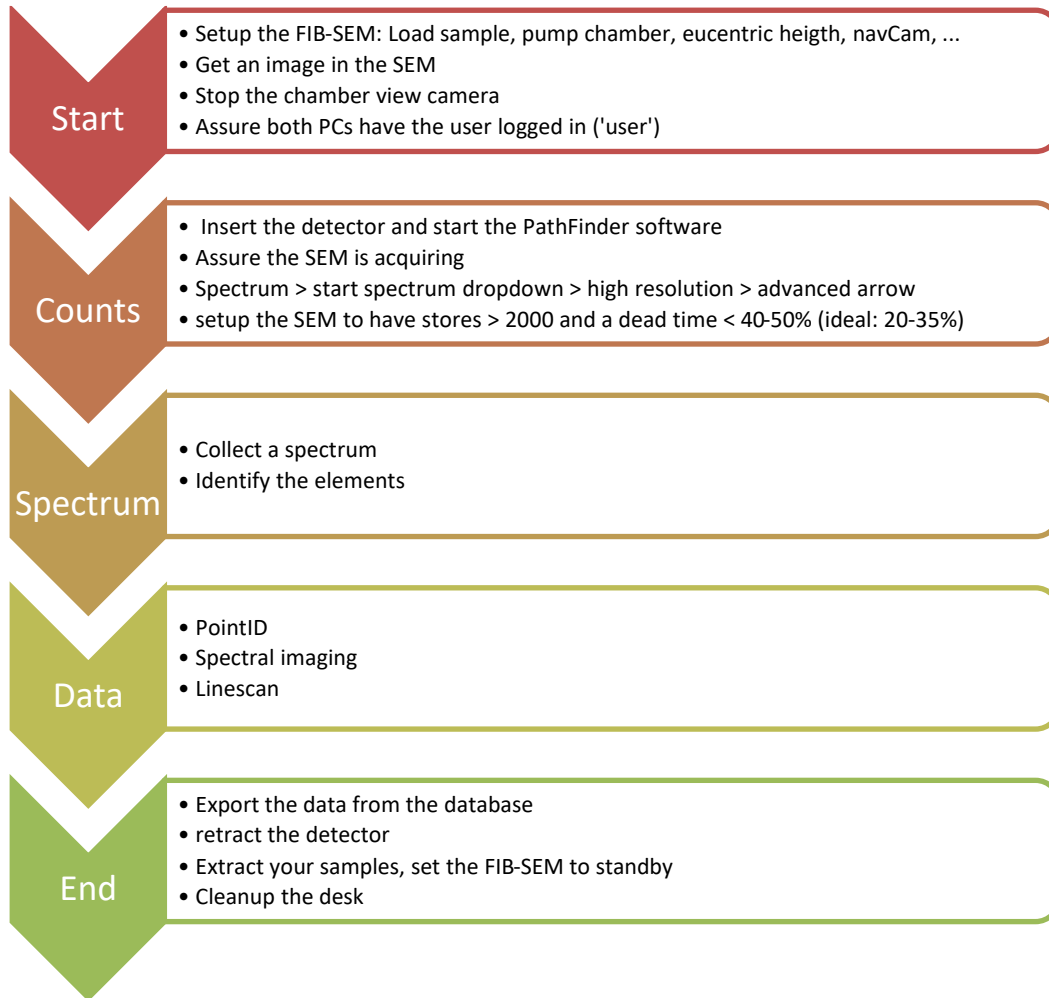 Start
• Setup the FIB-SEM: Load sample, pump chamber, eucentric heigth, navCam, ...
• Get an image in the SEM
• Stop the chamber view camera
• Assure both PCs have the user logged in ('user')
Counts
• Insert the detector and start the PathFinder software
• Assure the SEM is acquiring
• Spectrum > start spectrum dropdown > high resolution > advanced arrow
• setup the SEM to have stores > 2000 and a dead time < 40-50% (ideal: 20-35%)
Spectrum
• Collect a spectrum
• Identify the elements
Data
• PointID
• Spectral imaging
• Linescan
End
• Export the data from the database
• retract the detector
• Extract your samples, set the FIB-SEM to standby
• Cleanup the desk